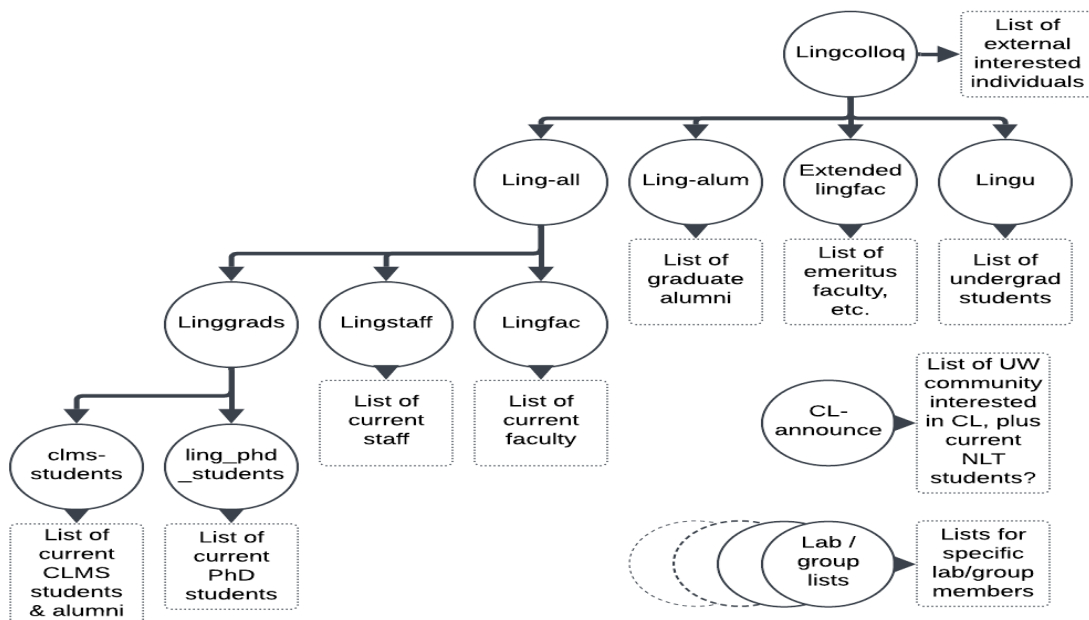 Lingcolloq
List of
external
interested
individuals
Ling-all
Ling-alum
Extended
lingfac
Lingu
List of
graduate
alumni
List of
emeritus
faculty,
etc.
List of
undergrad
students
Linggrads
Lingstaff
Lingfac
List of
current
staff
List of
current
faculty
CL-
announce
List of UW
community
interested
in CL, plus
current
NLT
students?
clms-
students
ling_phd
_students
List of
current
CLMS
students
& alumni
List of
current
PhD
students
Lab /
group
lists
Lists for
specific
lab/group
members